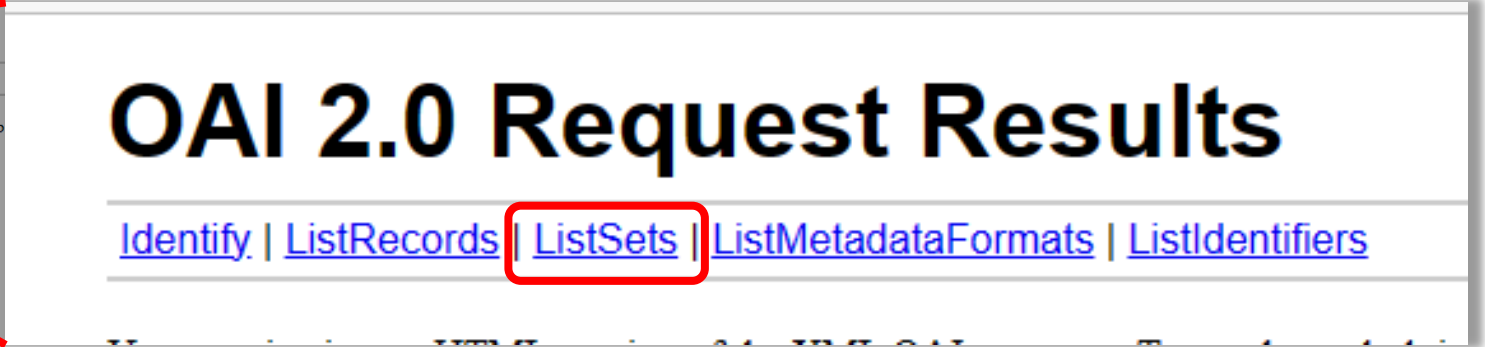 OAI 2.0 Request Results
Identify | ListRecords | ListSets | ListMetadataFormats | ListIdentifiers